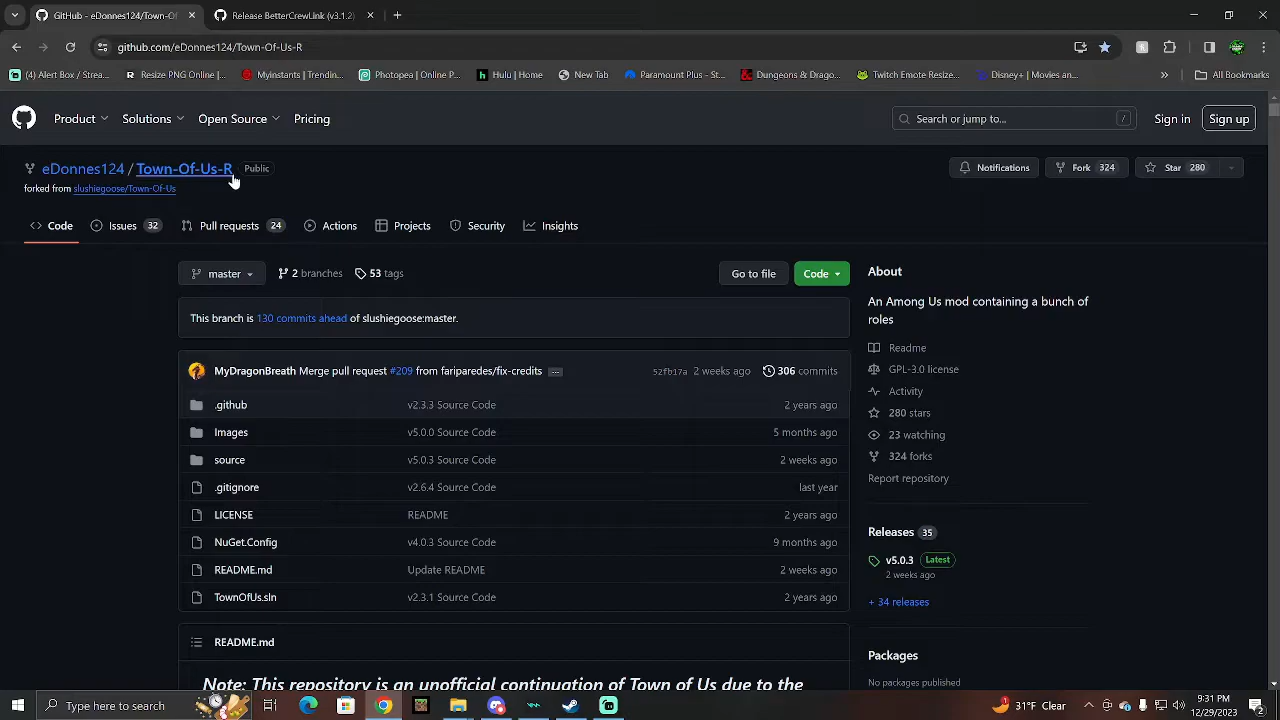 GitHub - eDonnes124/Town-Of
Release BetterCrewLink (v3.1.2)
github.com/eDonnes124/Town-Of-Us-R
(4) Alert Box / Strea...
Resize PNG Online |...
Myinstants | Trendin...
Photopea | Online P...
Hulu | Home
New Tab
Paramount Plus - St...
Dungeons & Drago...
Twitch Emote Resize...
Disney+ | Movies an...
»
All Bookmarks
Product
Solutions
Open Source
Pricing
Search or jump to...
/
Sign in
Sign up
eDonnes124 / Town-Of-Us-R Public
forked from slushiegoose/Town-Of-Us
Notifications
Fork 324
Star 280
Code
Issues 32
Pull requests 24
Actions
Projects
Security
Insights
master
2 branches
53 tags
Go to file
Code
This branch is 130 commits ahead of slushiegoose:master.
MyDragonBreath Merge pull request #209 from fariparedes/fix-credits ... 52fb17a 2 weeks ago 306 commits
.github v2.3.3 Source Code 2 years ago
Images v5.0.0 Source Code 5 months ago
source v5.0.3 Source Code 2 weeks ago
.gitignore v2.6.4 Source Code last year
LICENSE README 2 years ago
NuGet.Config v4.0.3 Source Code 9 months ago
README.md Update README 2 weeks ago
TownOfUs.sln v2.3.1 Source Code 2 years ago
README.md
Note: This repository is an unofficial continuation of Town of Us due to the
About
An Among Us mod containing a bunch of
roles
Readme
GPL-3.0 license
Activity
280 stars
23 watching
324 forks
Report repository
Releases 35
v5.0.3 Latest
2 weeks ago
+ 34 releases
Packages
No packages published
Type here to search
31°F Clear
9:31 PM
12/29/2023